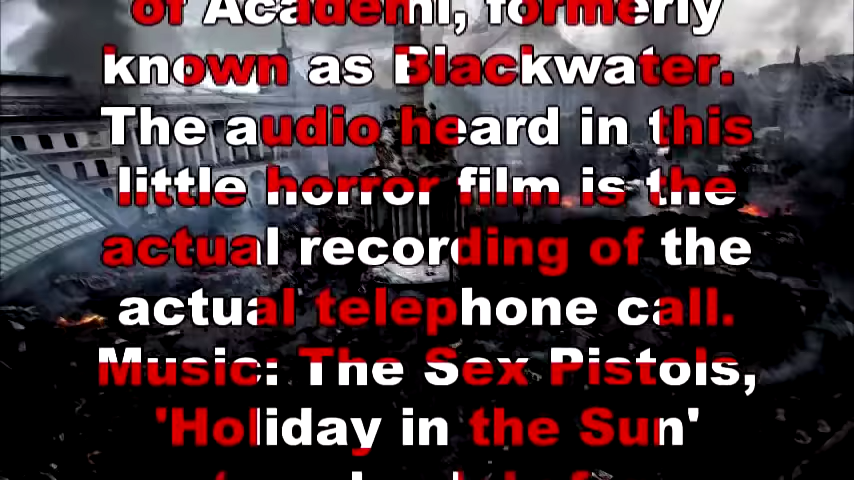 of Academi, formerly
known as Blackwater.
The audio heard in this
little horror film is the
actual recording of the
actual telephone call.
Music: The Sex Pistols,
'Holiday in the Sun'